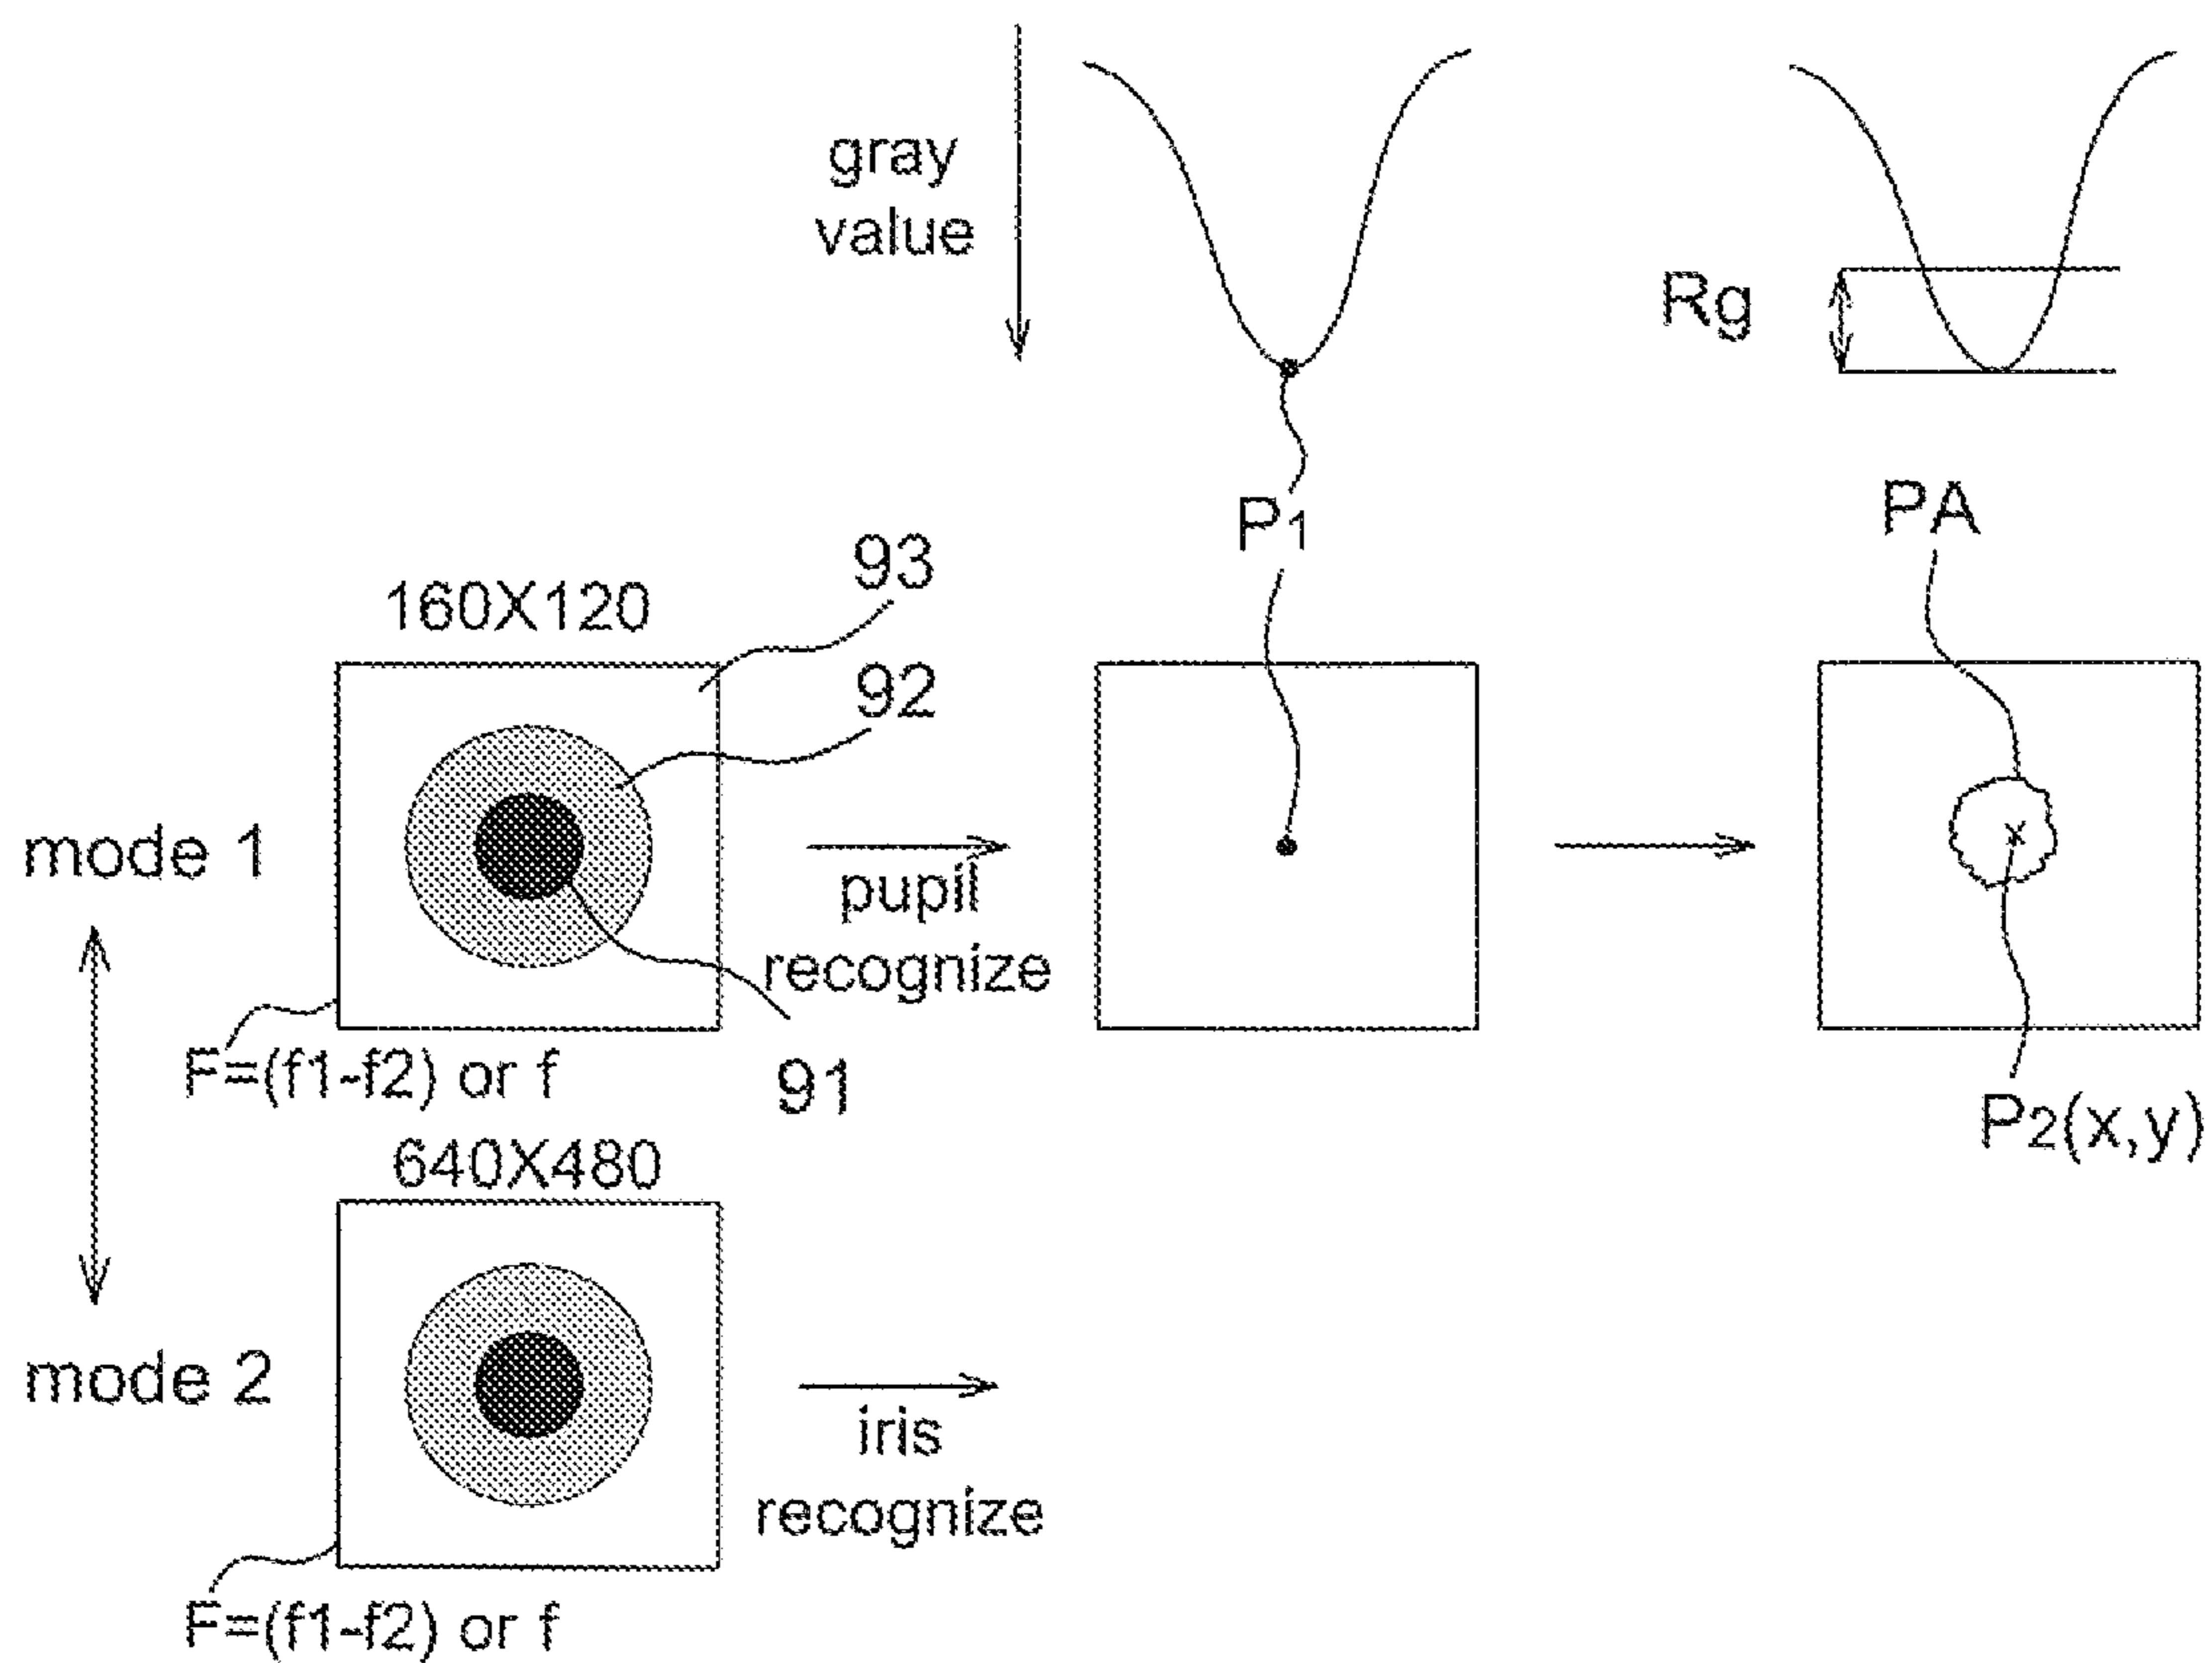 gray
value
Rg
P1
PA
93
160X120
92
mode 1
pupil
recognize
F=(f1-f2) or f
91
P2(x,y)
640X480
mode 2
iris
recognize
F=(f1-f2) or f